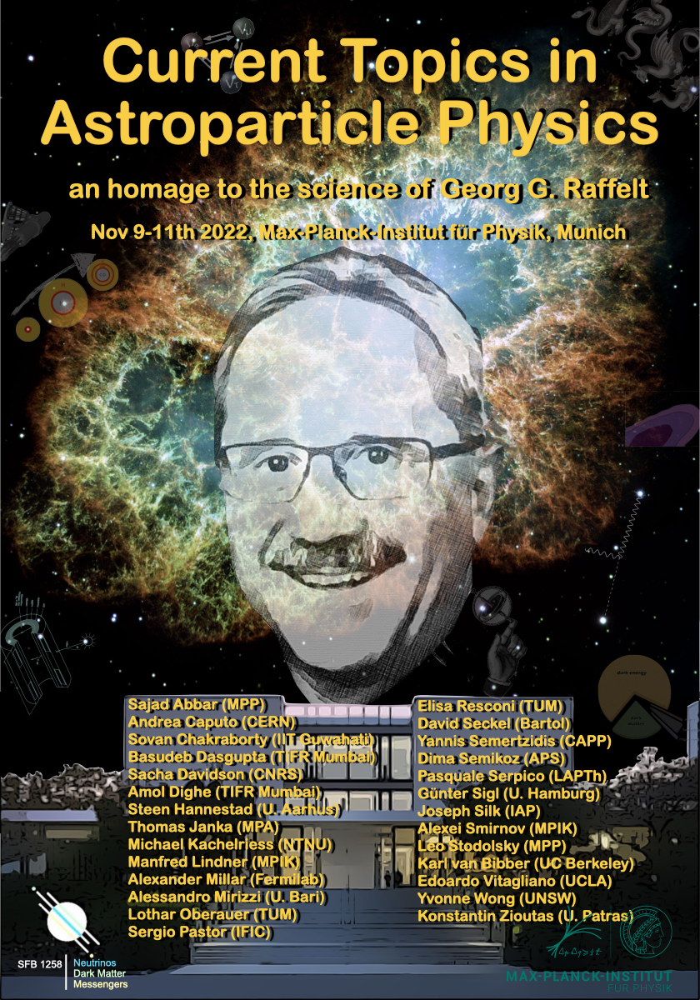 Current Topics in
Astroparticle Physics
an homage to the science of Georg G. Raffelt
Nov 9-11th 2022, Max-Planck-Institut für Physik, Munich
dark energy
dark
matter
Sajad Abbar (MPP)
Andrea Caputo (CERN)
Sovan Chakraborty (IIT Guwahati)
Basudeb Dasgupta (TIFR Mumbai)
Sacha Davidson (CNRS)
Amol Dighe (TIFR Mumbai)
Steen Hannestad (U. Aarhus)
Thomas Janka (MPA)
Michael Kachelriess (NTNU)
Manfred Lindner (MPIK)
Alexander Millar (Fermilab)
Alessandro Mirizzi (U. Bari)
Lothar Oberauer (TUM)
Sergio Pastor (IFIC)
Elisa Resconi (TUM)
David Seckel (Bartol)
Yannis Semertzidis (CAPP)
Dima Semikoz (APS)
Pasquale Serpico (LAPTh)
Günter Sigl (U. Hamburg)
Joseph Silk (IAP)
Alexei Smirnov (MPIK)
Leo Stodolsky (MPP)
Karl van Bibber (UC Berkeley)
Edoardo Vitagliano (UCLA)
Yvonne Wong (UNSW)
Konstantin Zioutas (U. Patras)
SFB 1258
Neutrinos
Dark Matter
Messengers
Δp·Δq≥½ħ
MAX-PLANCK-INSTITUT
FÜR PHYSIK